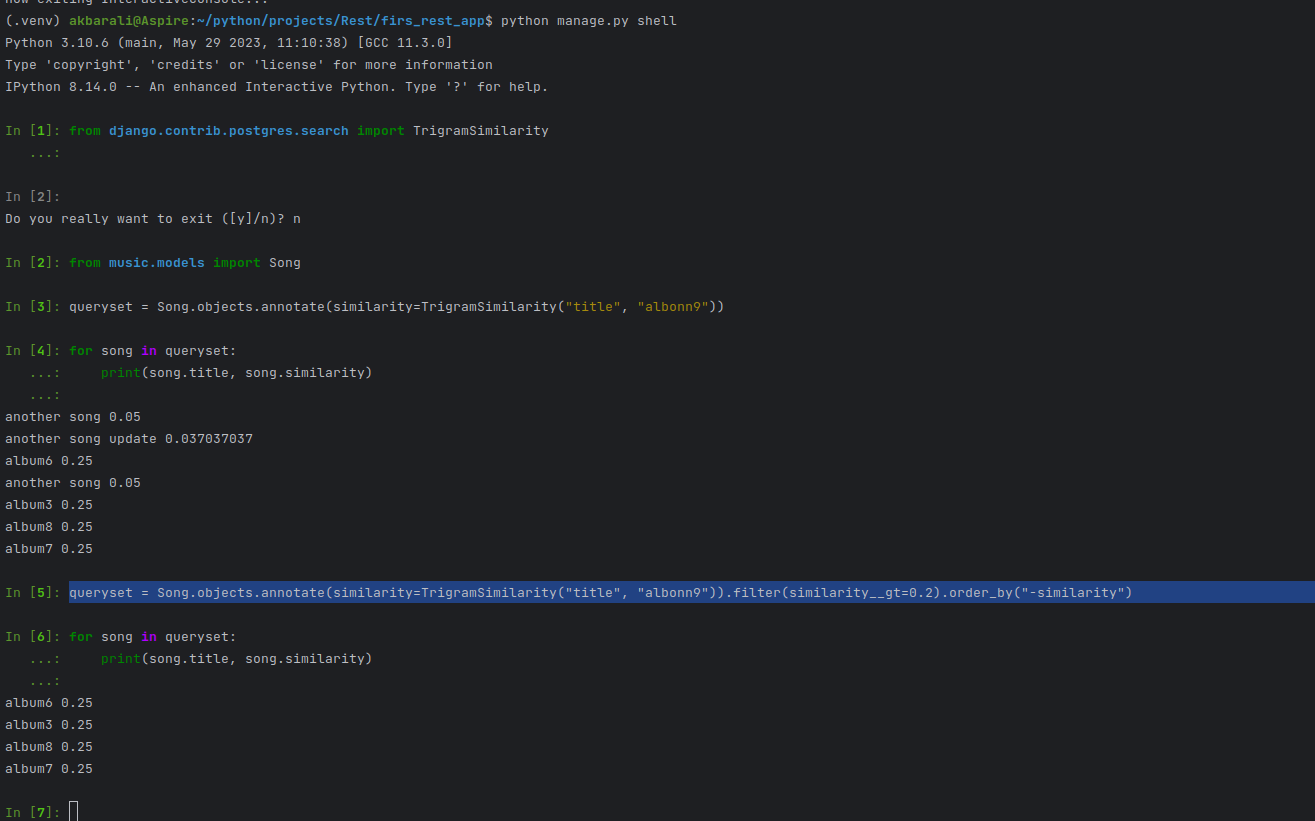 now exiting InteractiveConsole...
(.venv) akbarali@Aspire:~/python/projects/Rest/firs_rest_app$ python manage.py shell
Python 3.10.6 (main, May 29 2023, 11:10:38) [GCC 11.3.0]
Type 'copyright', 'credits' or 'license' for more information
IPython 8.14.0 -- An enhanced Interactive Python. Type '?' for help.
In [1]: from django.contrib.postgres.search import TrigramSimilarity
   ...:
In [2]:
Do you really want to exit ([y]/n)? n
In [2]: from music.models import Song
In [3]: queryset = Song.objects.annotate(similarity=TrigramSimilarity("title", "albonn9"))
In [4]: for song in queryset:
   ...:     print(song.title, song.similarity)
   ...:
another song 0.05
another song update 0.037037037
album6 0.25
another song 0.05
album3 0.25
album8 0.25
album7 0.25
In [5]: queryset = Song.objects.annotate(similarity=TrigramSimilarity("title", "albonn9")).filter(similarity__gt=0.2).order_by("-similarity")
In [6]: for song in queryset:
   ...:     print(song.title, song.similarity)
   ...:
album6 0.25
album3 0.25
album8 0.25
album7 0.25
In [7]: